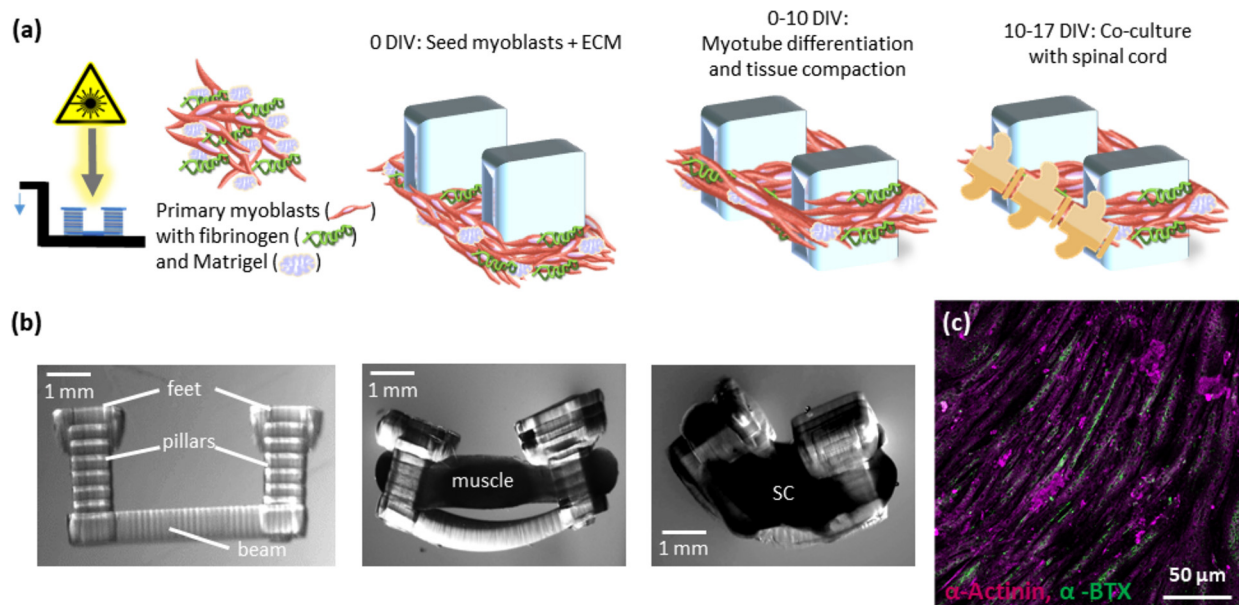 (a)
0 DIV: Seed myoblasts + ECM
0-10 DIV:
Myotube differentiation
and tissue compaction
10-17 DIV: Co-culture
with spinal cord
Primary myoblasts ( )
with fibrinogen ( )
and Matrigel ( )
(b)
1 mm
feet
pillars
beam
1 mm
muscle
1 mm
SC
(c)
α-Actinin, α -BTX
50 µm